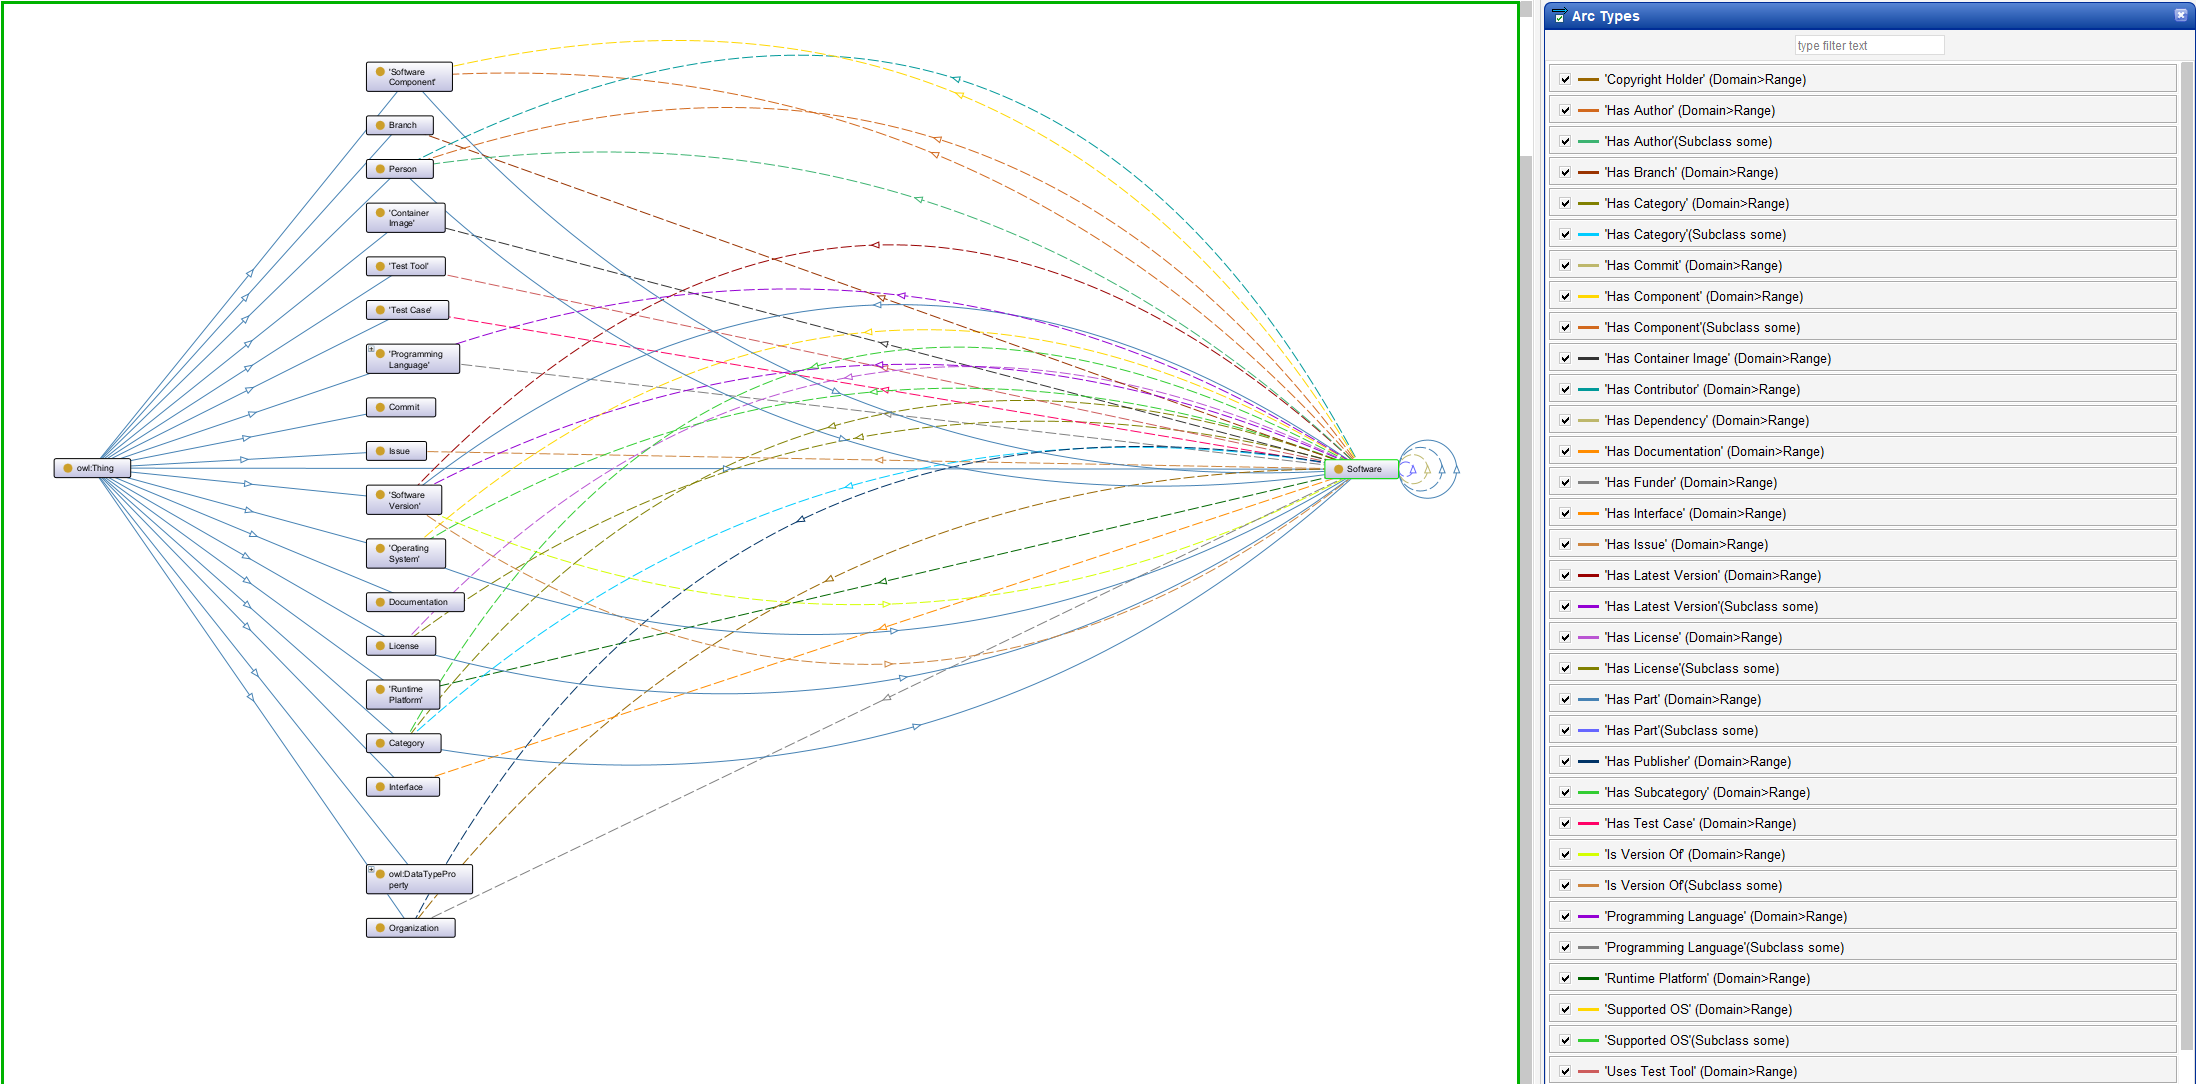 'Software
Component'
Branch
Person
'Container
Image'
'Test Tool'
'Test Case'
'Programming
Language'
Commit
Issue
owl:Thing
'Software
Version'
'Operating
System'
Documentation
License
'Runtime
Platform'
Category
Interface
owl:DataTypePro
perty
Organization
Software
Arc Types
type filter text
'Copyright Holder' (Domain>Range)
'Has Author' (Domain>Range)
'Has Author'(Subclass some)
'Has Branch' (Domain>Range)
'Has Category' (Domain>Range)
'Has Category'(Subclass some)
'Has Commit' (Domain>Range)
'Has Component' (Domain>Range)
'Has Component'(Subclass some)
'Has Container Image' (Domain>Range)
'Has Contributor' (Domain>Range)
'Has Dependency' (Domain>Range)
'Has Documentation' (Domain>Range)
'Has Funder' (Domain>Range)
'Has Interface' (Domain>Range)
'Has Issue' (Domain>Range)
'Has Latest Version' (Domain>Range)
'Has Latest Version'(Subclass some)
'Has License' (Domain>Range)
'Has License'(Subclass some)
'Has Part' (Domain>Range)
'Has Part'(Subclass some)
'Has Publisher' (Domain>Range)
'Has Subcategory' (Domain>Range)
'Has Test Case' (Domain>Range)
'Is Version Of' (Domain>Range)
'Is Version Of'(Subclass some)
'Programming Language' (Domain>Range)
'Programming Language'(Subclass some)
'Runtime Platform' (Domain>Range)
'Supported OS' (Domain>Range)
'Supported OS'(Subclass some)
'Uses Test Tool' (Domain>Range)